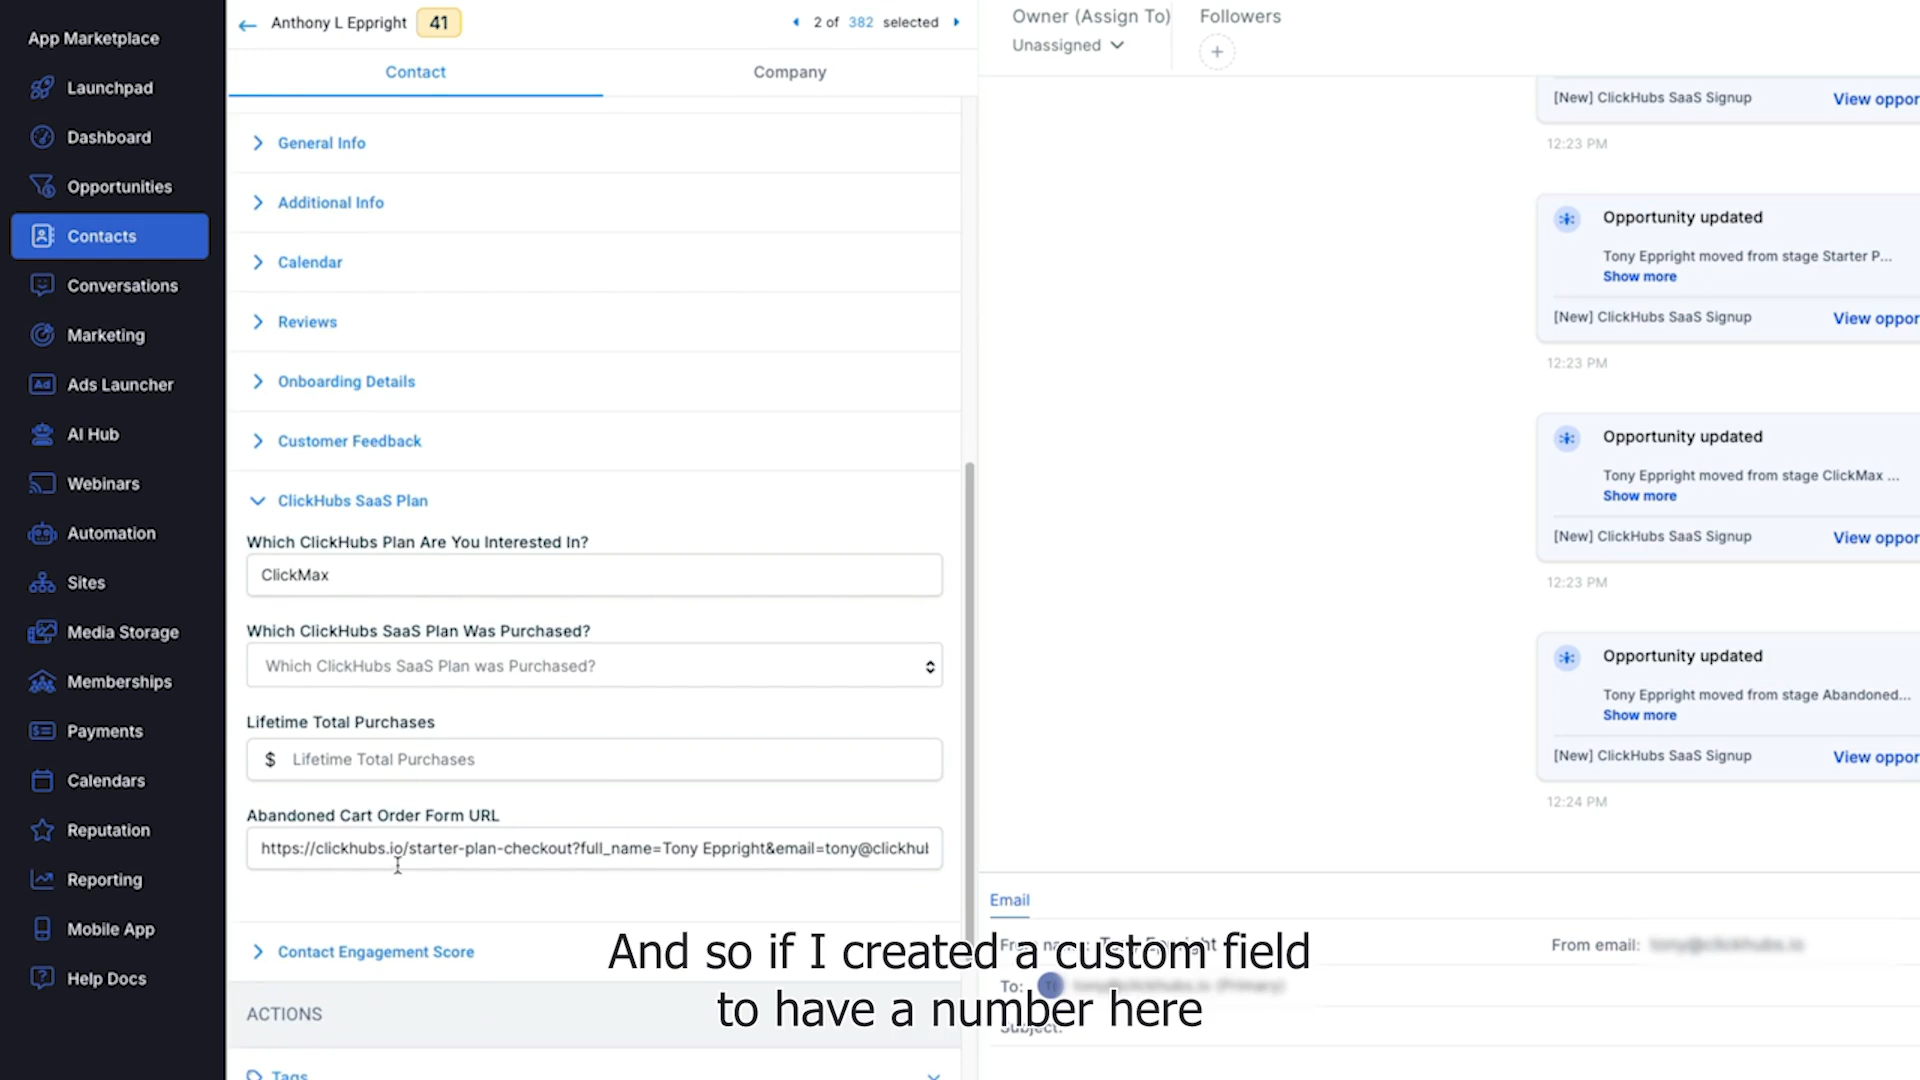 App Marketplace
Launchpad
Dashboard
Opportunities
Contacts
Conversations
Marketing
Ad
Ads Launcher
AI Hub
Webinars
Automation
Sites
Media Storage
Memberships
Payments
Calendars
Reputation
Reporting
Mobile App
Help Docs
Anthony L Eppright 41
2 of 382 selected
Contact Company
General Info
Additional Info
Calendar
Reviews
Onboarding Details
Customer Feedback
ClickHubs SaaS Plan
Which ClickHubs Plan Are You Interested In?
ClickMax
Which ClickHubs SaaS Plan Was Purchased?
Which ClickHubs SaaS Plan was Purchased?
Lifetime Total Purchases
$ Lifetime Total Purchases
Abandoned Cart Order Form URL
https://clickhubs.io/starter-plan-checkout?full_name=Tony Eppright&email=tony@clickhub
Contact Engagement Score
ACTIONS
Tags
Owner (Assign To) Followers
Unassigned
[New] ClickHubs SaaS Signup View oppor
12:23 PM
Opportunity updated
Tony Eppright moved from stage Starter P...
Show more
[New] ClickHubs SaaS Signup View oppor
12:23 PM
Opportunity updated
Tony Eppright moved from stage ClickMax ...
Show more
[New] ClickHubs SaaS Signup View oppor
12:23 PM
Opportunity updated
Tony Eppright moved from stage Abandoned...
Show more
[New] ClickHubs SaaS Signup View oppor
12:24 PM
Email
From name: Tony Eppright From email:
To:
Subject:
And so if I created a custom field
to have a number here